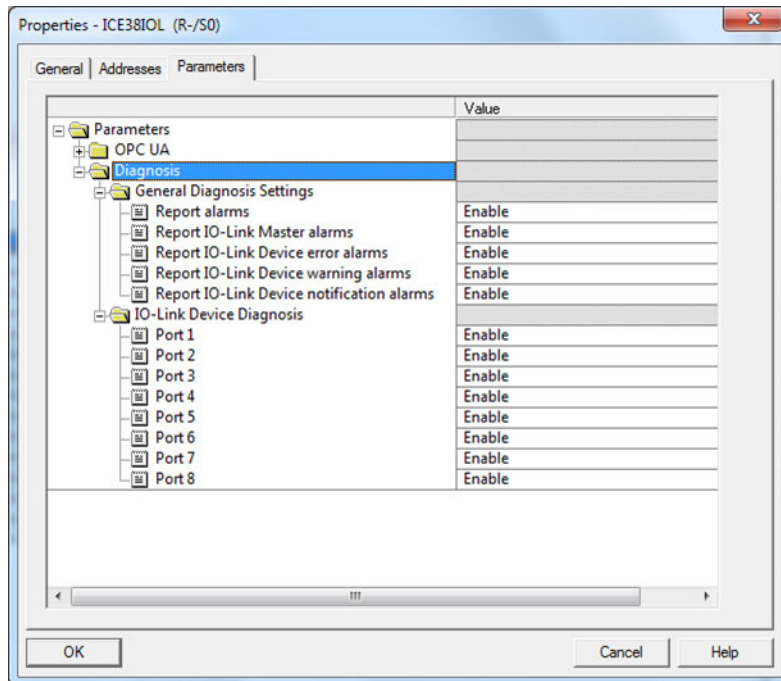 Properties - ICE38IOL (R-/S0)
General Addresses Parameters
Value
Parameters
OPC UA
Diagnosis
General Diagnosis Settings
Report alarms Enable
Report IO-Link Master alarms Enable
Report IO-Link Device error alarms Enable
Report IO-Link Device warning alarms Enable
Report IO-Link Device notification alarms Enable
IO-Link Device Diagnosis
Port 1 Enable
Port 2 Enable
Port 3 Enable
Port 4 Enable
Port 5 Enable
Port 6 Enable
Port 7 Enable
Port 8 Enable
OK Cancel Help